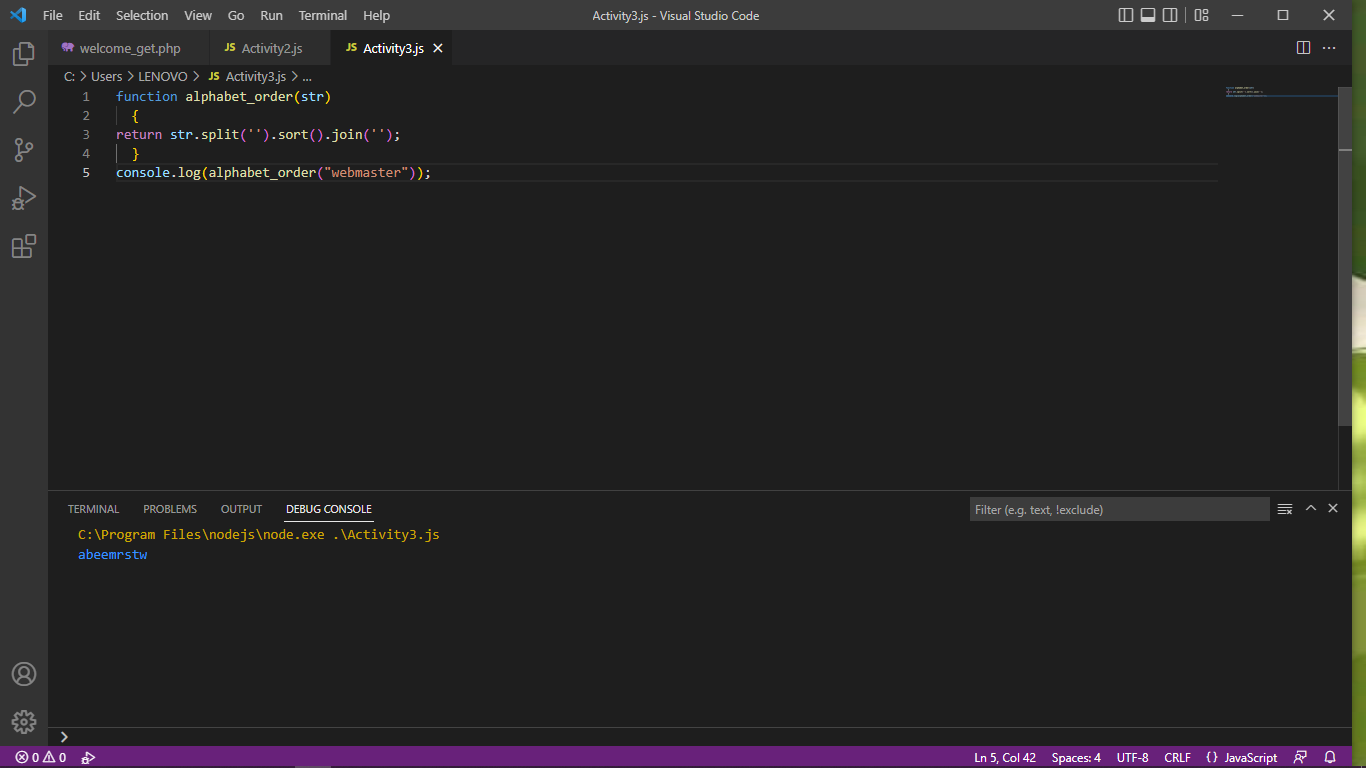 File Edit Selection View Go Run Terminal Help Activity3.js - Visual Studio Code
welcome_get.php JS Activity2.js JS Activity3.js
C: > Users > LENOVO > JS Activity3.js > ...
1 function alphabet_order(str)
2 {
3 return str.split('').sort().join('');
4 }
5 console.log(alphabet_order("webmaster"));
TERMINAL PROBLEMS OUTPUT DEBUG CONSOLE Filter (e.g. text, !exclude)
C:\Program Files\nodejs\node.exe .\Activity3.js
abeemrstw
0 0 Ln 5, Col 42 Spaces: 4 UTF-8 CRLF {} JavaScript